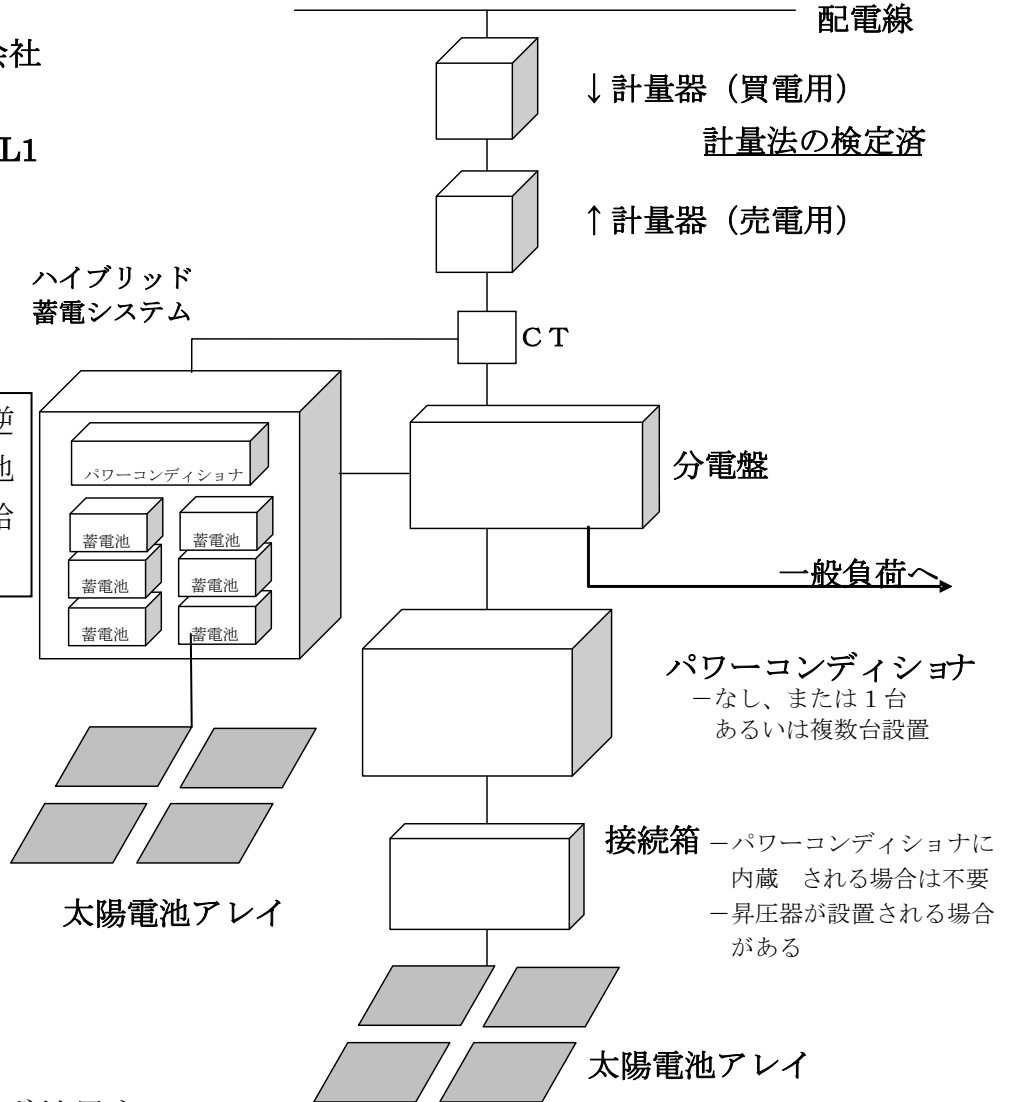 配電線
会社
↓計量器（買電用）
計量法の検定済
L1
↑計量器（売電用）
ハイブリッド
蓄電システム
ＣＴ
逆
池
給
パワーコンディショナ
分電盤
蓄電池
蓄電池
蓄電池
蓄電池
蓄電池
蓄電池
一般負荷へ
パワーコンディショナ
－なし、または 1 台
あるいは複数台設置
接続箱
－パワーコンディショナに
内蔵　される場合は不要
－昇圧器が設置される場合
がある
太陽電池アレイ
太陽電池アレイ